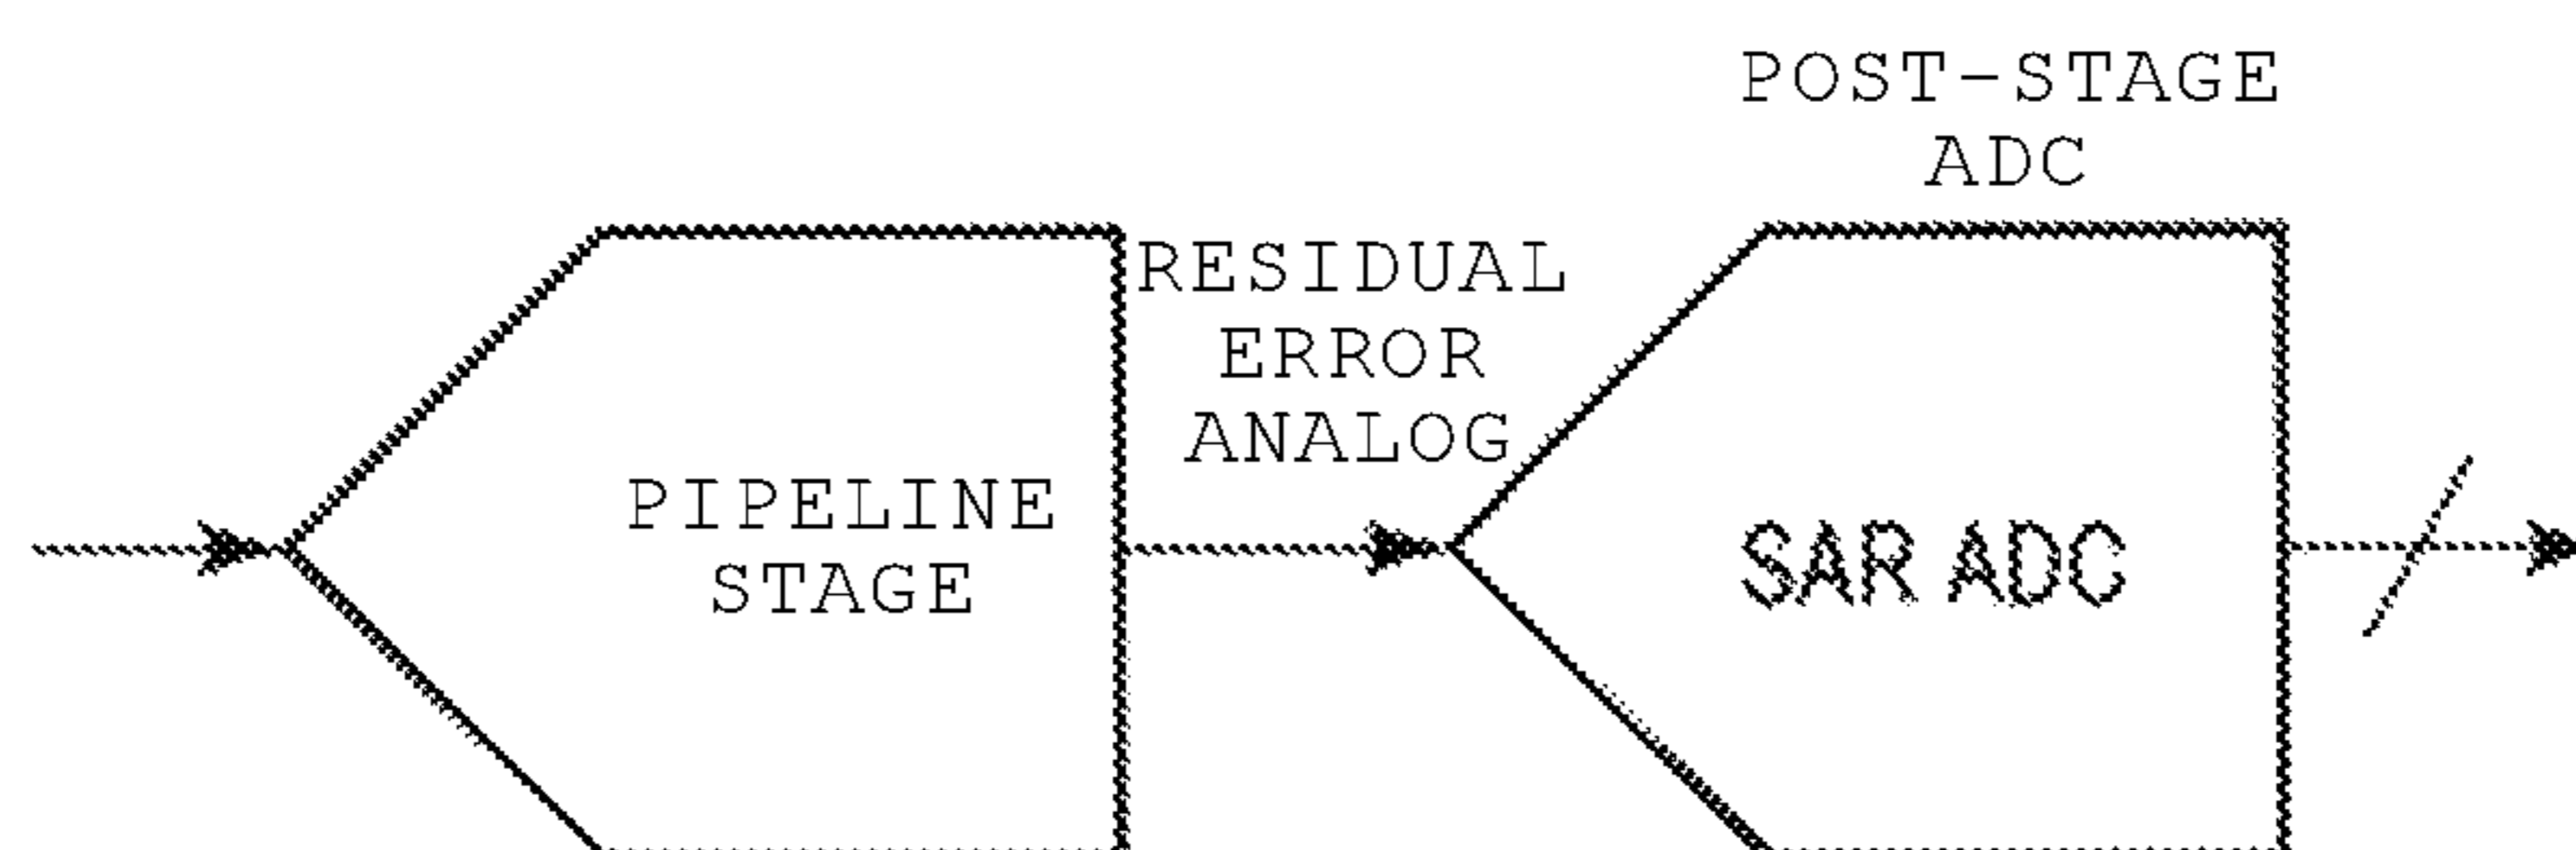 POST-STAGE
ADC
RESIDUAL
ERROR
ANALOG
PIPELINE
STAGE
SAR ADC